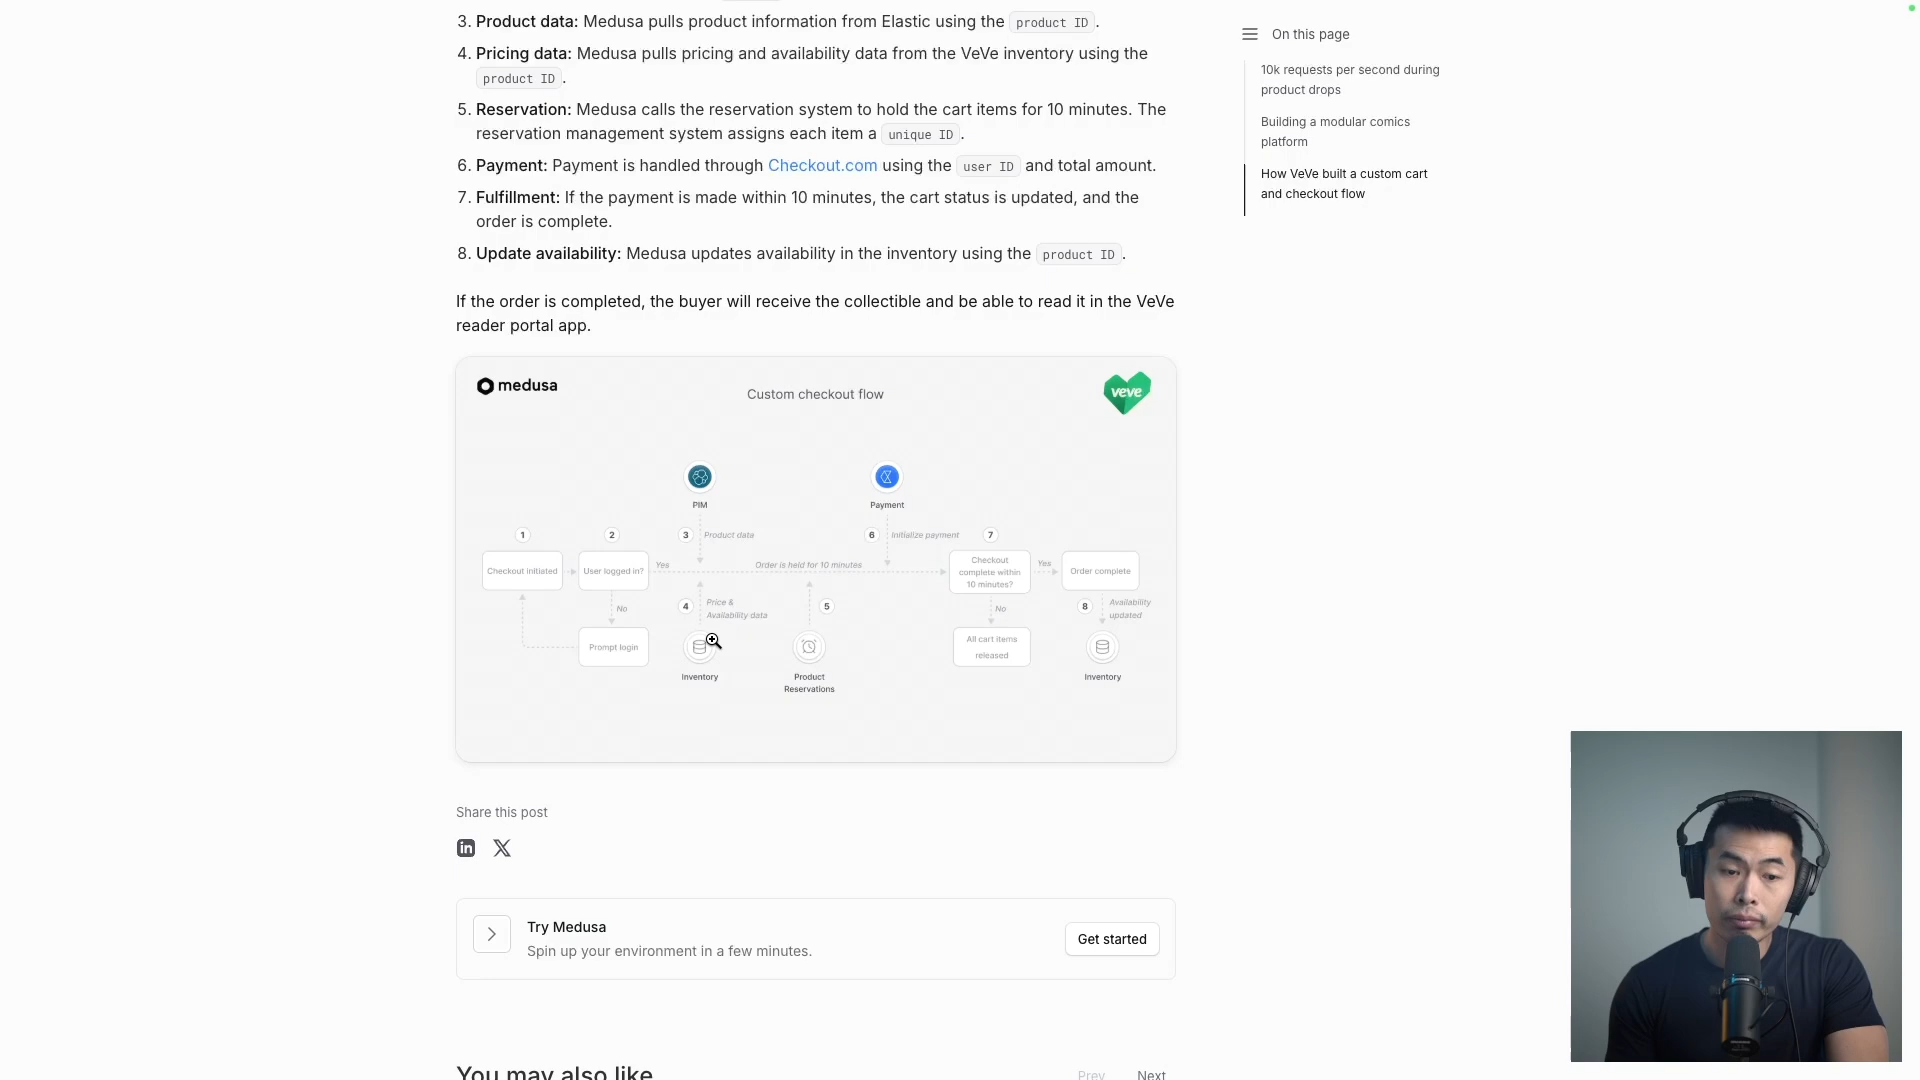 3. Product data: Medusa pulls product information from Elastic using the product ID.
4. Pricing data: Medusa pulls pricing and availability data from the VeVe inventory using the
product ID.
5. Reservation: Medusa calls the reservation system to hold the cart items for 10 minutes. The
reservation management system assigns each item a unique ID.
6. Payment: Payment is handled through Checkout.com using the user ID and total amount.
7. Fulfillment: If the payment is made within 10 minutes, the cart status is updated, and the
order is complete.
8. Update availability: Medusa updates availability in the inventory using the product ID.
If the order is completed, the buyer will receive the collectible and be able to read it in the VeVe
reader portal app.
medusa
Custom checkout flow
veve
PIM
Payment
1
2
3
Product data
6
Initialize payment
7
Checkout initiated
User logged in?
Yes
Order is held for 10 minutes
Checkout
complete within
10 minutes?
Yes
Order complete
No
4
Price &
Availability data
5
No
8
Availability
updated
Prompt login
All cart items
released
Inventory
Product
Reservations
Inventory
Share this post
in
X
Try Medusa
Spin up your environment in a few minutes.
Get started
You may also like
Prev
Next
On this page
10k requests per second during
product drops
Building a modular comics
platform
How VeVe built a custom cart
and checkout flow